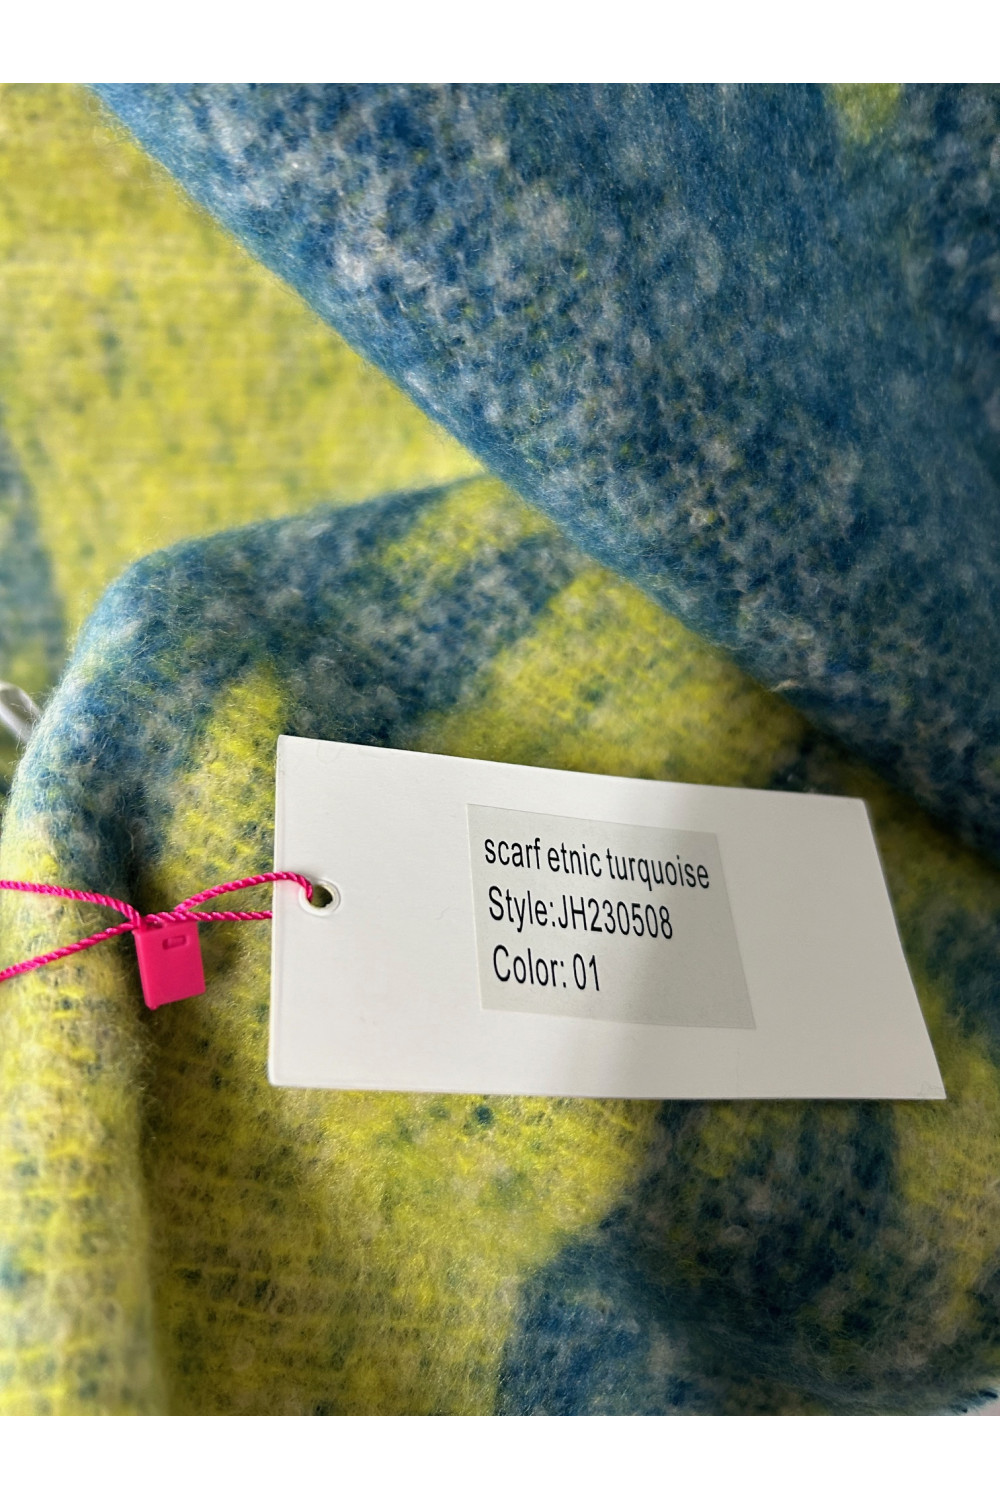 scarf etnic turquoise
Style:JH230508
Color: 01